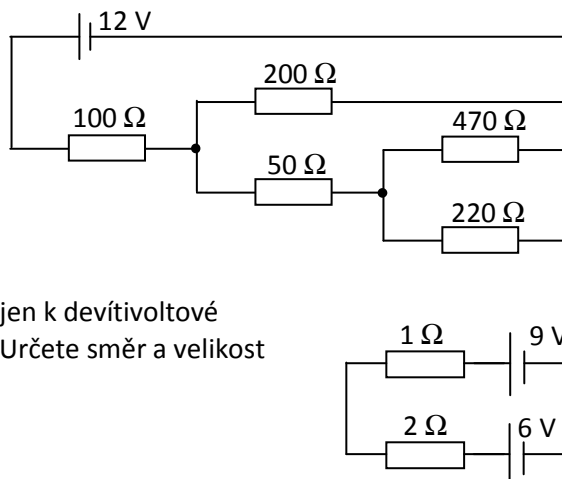 12 V
200 Ω
100 Ω
470 Ω
50 Ω
220 Ω
jen k devítivoltové
Určete směr a velikost
1 Ω
9 V
2 Ω
6 V